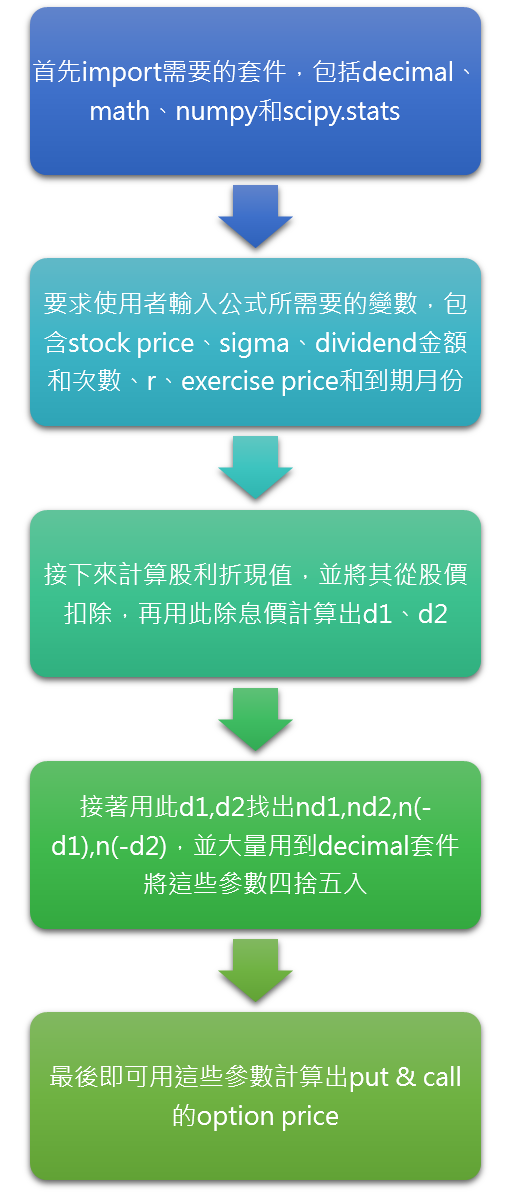 首先import需要的套件，包括decimal、
math、numpy和scipy.stats
要求使用者輸入公式所需要的變數，包
含stock price、sigma、dividend金額
和次數、r、exercise price和到期月份
接下來計算股利折現值，並將其從股價
扣除，再用此除息價計算出d1、d2
接著用此d1,d2找出nd1,nd2,n(-
d1),n(-d2)，並大量用到decimal套件
將這些參數四捨五入
最後即可用這些參數計算出put & call
的option price